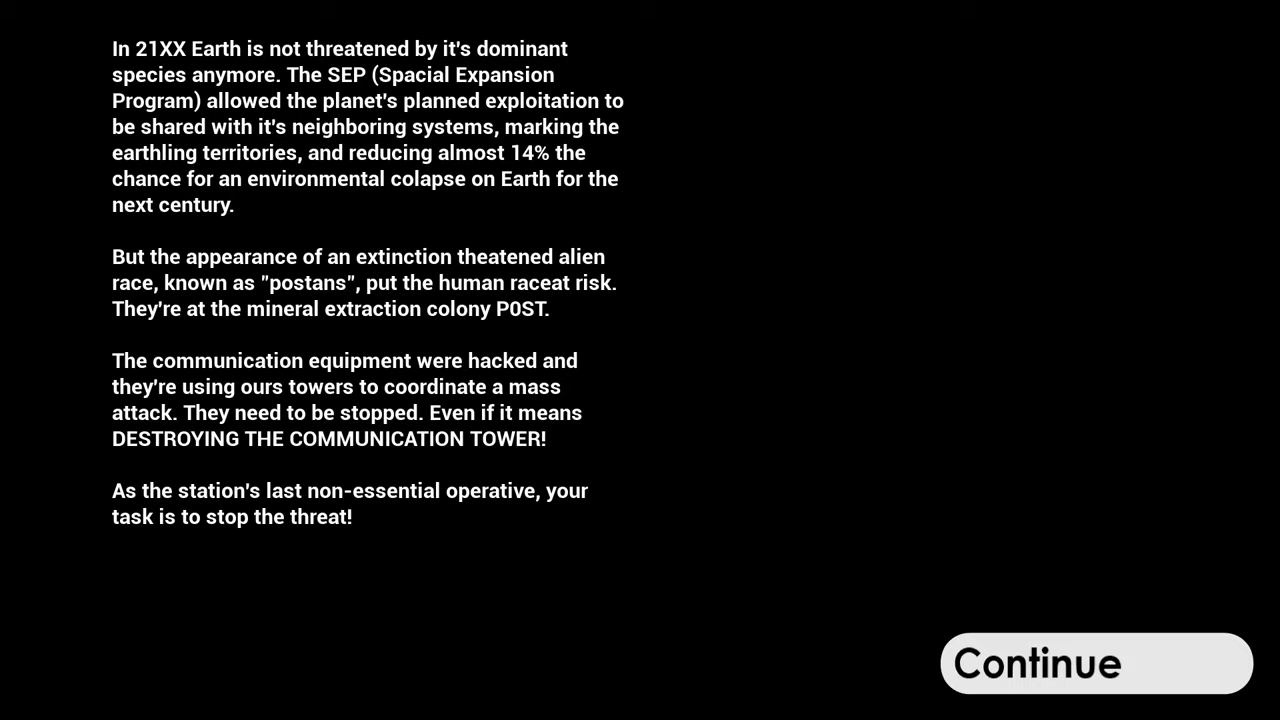 In 21XX Earth is not threatened by it's dominant
species anymore. The SEP (Spacial Expansion
Program) allowed the planet's planned exploitation to
be shared with it's neighboring systems, marking the
earthling territories, and reducing almost 14% the
chance for an environmental colapse on Earth for the
next century.
But the appearance of an extinction theatened alien
race, known as "postans", put the human raceat risk.
They're at the mineral extraction colony P0ST.
The communication equipment were hacked and
they're using ours towers to coordinate a mass
attack. They need to be stopped. Even if it means
DESTROYING THE COMMUNICATION TOWER!
As the station's last non-essential operative, your
task is to stop the threat!
Continue